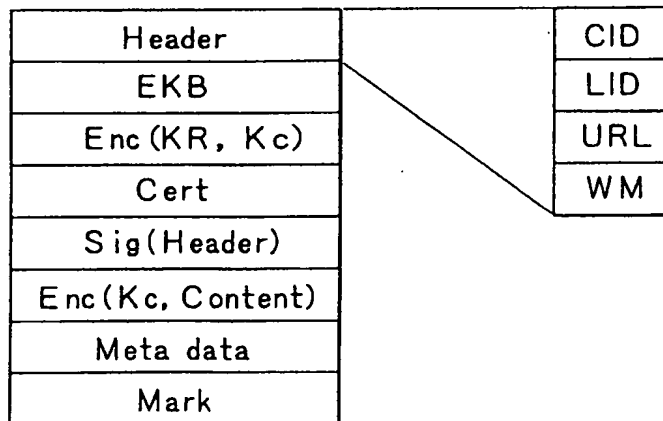 Header
EKB
Enc(KR, Kc)
Cert
Sig(Header)
Enc(Kc, Content)
Meta data
Mark
CID
LID
URL
WM